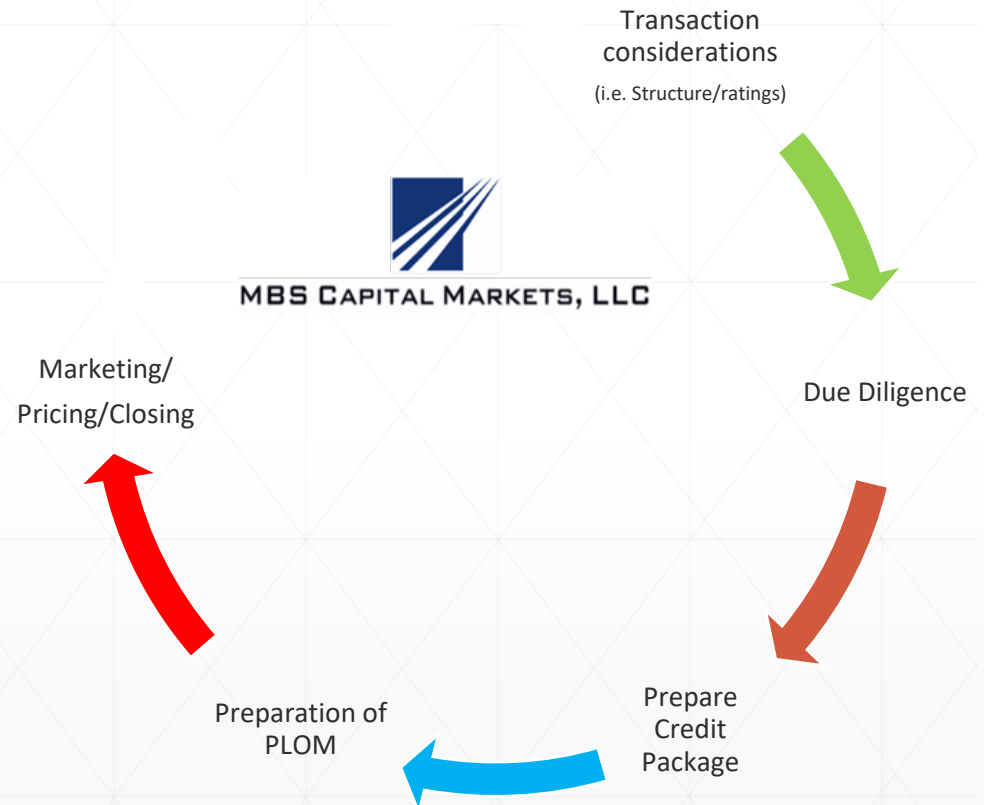 Transaction
considerations
(i.e. Structure/ratings)
MBS CAPITAL MARKETS, LLC
Marketing/
Pricing/Closing
Due Diligence
Prepare
Credit
Package
Preparation of
PLOM